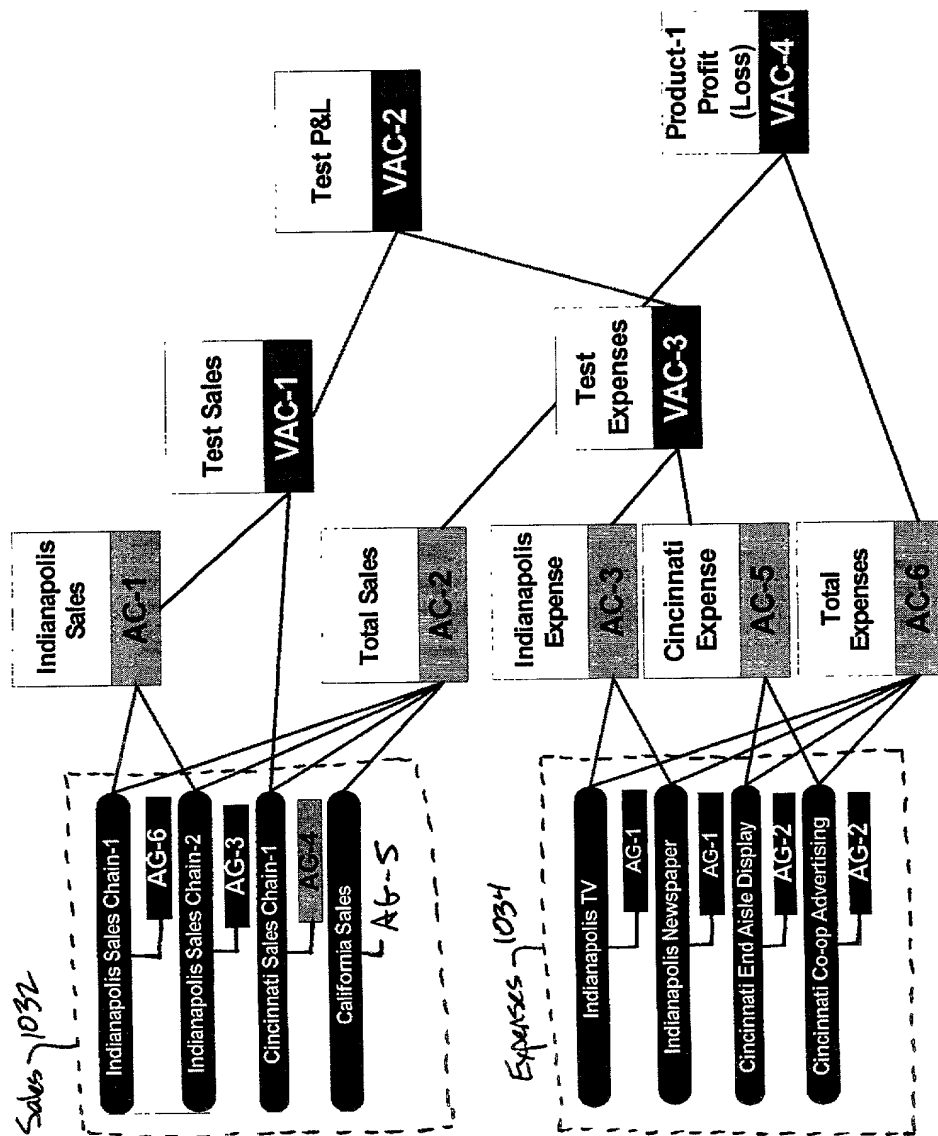 Sales 1032
Indianapolis Sales Chain-1
AG-6
Indianapolis Sales Chain-2
AG-3
Cincinnati Sales Chain-1
AC-4
California Sales
AG-5
Expenses 1034
Indianapolis TV
AG-1
Indianapolis Newspaper
AG-1
Cincinnati End Aisle Display
AG-2
Cincinnati Co-op Advertising
AG-2
Indianapolis
Sales
AC-1
Total Sales
AC-2
Indianapolis
Expense
AC-3
Cincinnati
Expense
AC-5
Total
Expenses
AC-6
Test Sales
VAC-1
Test
Expenses
VAC-3
Test P&L
VAC-2
Product-1
Profit
(Loss)
VAC-4